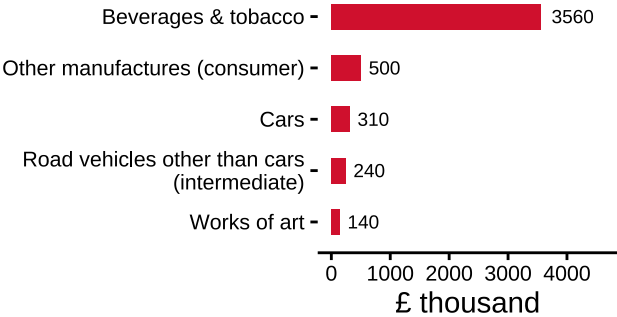 Beverages & tobacco
3560
Other manufactures (consumer)
500
Cars
310
Road vehicles other than cars
(intermediate)
240
Works of art
140
0 1000 2000 3000 4000
£ thousand